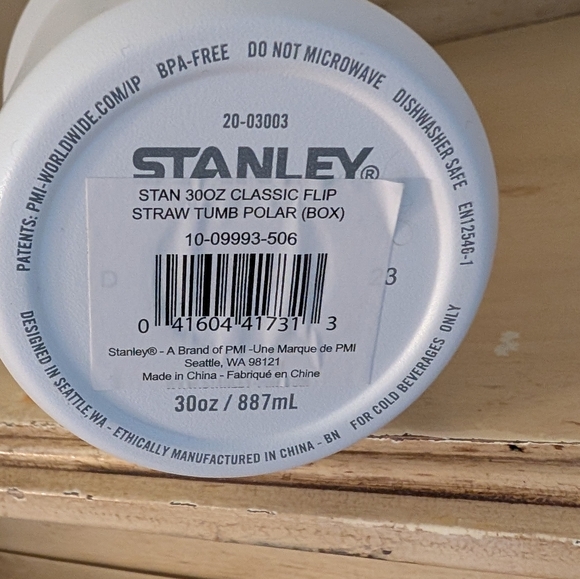 PATENTS: PMI-WORLDWIDE.COM/IP BPA-FREE DO NOT MICROWAVE DISHWASHER SAFE EN12546-1
20-03003
STANLEY®
STAN 30OZ CLASSIC FLIP
STRAW TUMB POLAR (BOX)
10-09993-506
0 41604 41731 3
Stanley® - A Brand of PMI -Une Marque de PMI
Seattle, WA 98121
Made in China - Fabriqué en Chine
30oz / 887mL
DESIGNED IN SEATTLE, WA - ETHICALLY MANUFACTURED IN CHINA - BN FOR COLD BEVERAGES ONLY